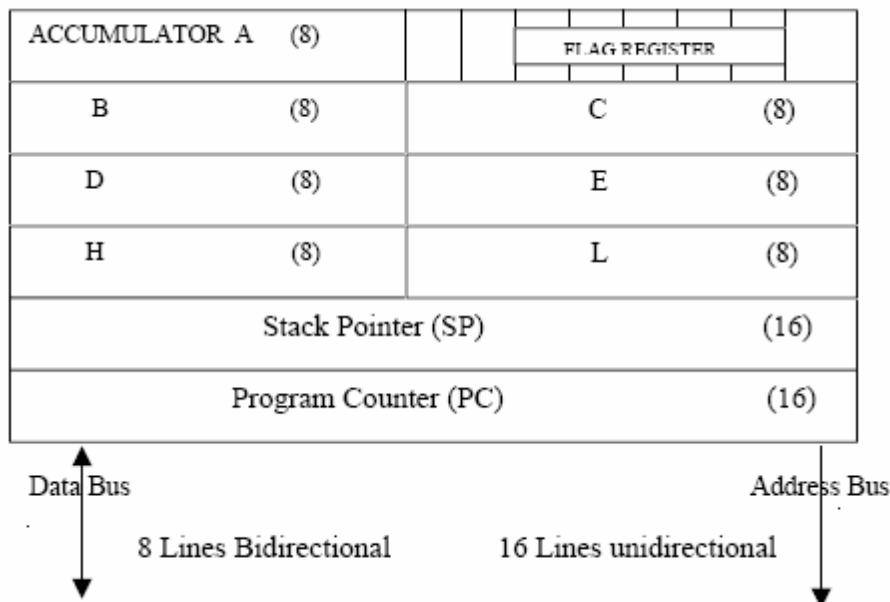 ACCUMULATOR A (8) FLAG REGISTER
B (8) C (8)
D (8) E (8)
H (8) L (8)
Stack Pointer (SP) (16)
Program Counter (PC) (16)
Data Bus Address Bus
8 Lines Bidirectional 16 Lines unidirectional